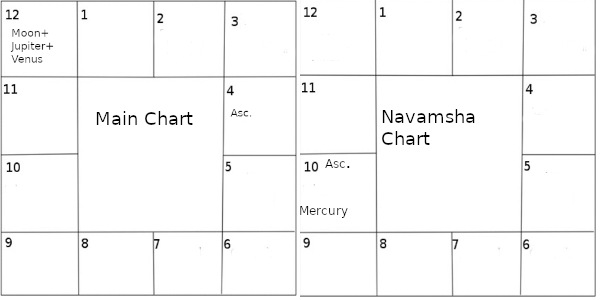 12 1 2 3
Moon+
Jupiter+
Venus
11 4
Main Chart
Asc.
10 5
9 8 7 6
12 1 2 3
11 4
Navamsha
Chart
10 Asc. 5
Mercury
9 8 7 6